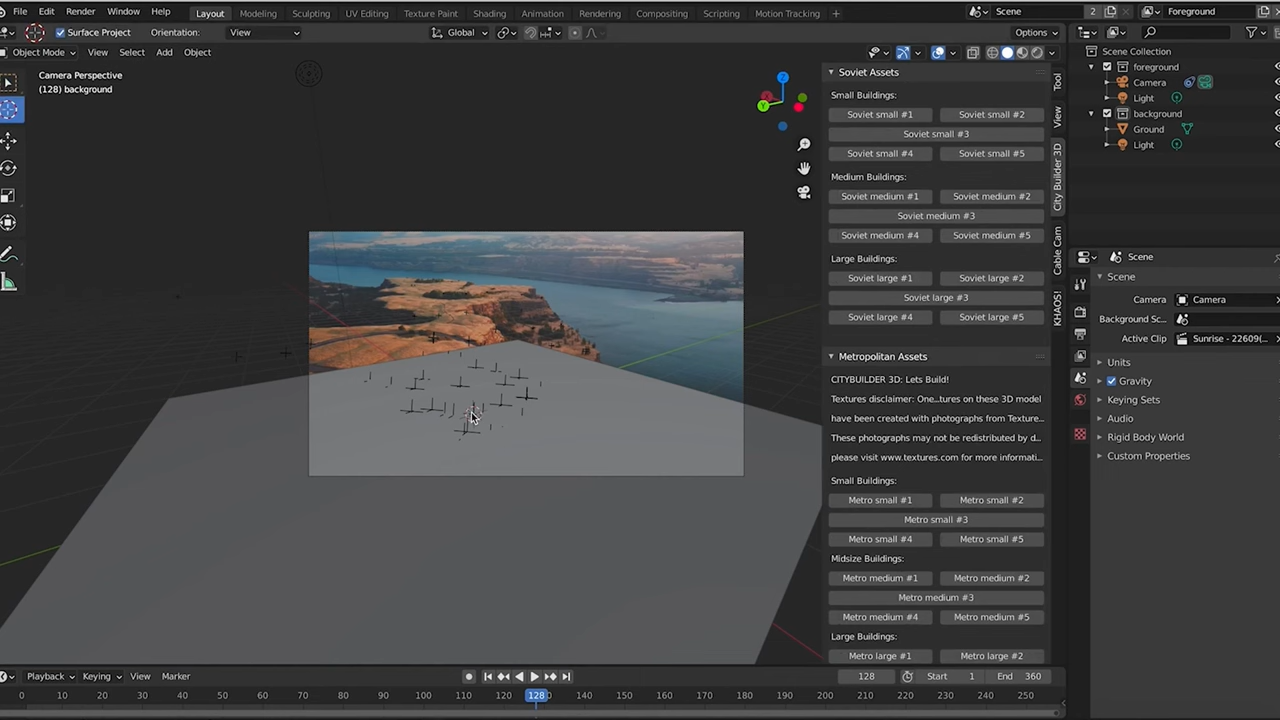 File Edit Render Window Help Layout Modeling Sculpting UV Editing Texture Paint Shading Animation Rendering Compositing Scripting Motion Tracking + Scene 2 Foreground
Surface Project Orientation: View Global Options
Object Mode View Select Add Object
Camera Perspective
(128) background
Z
Y
Soviet Assets
Small Buildings:
Soviet small #1 Soviet small #2
Soviet small #3
Soviet small #4 Soviet small #5
Medium Buildings:
Soviet medium #1 Soviet medium #2
Soviet medium #3
Soviet medium #4 Soviet medium #5
Large Buildings:
Soviet large #1 Soviet large #2
Soviet large #3
Soviet large #4 Soviet large #5
Metropolitan Assets
CITYBUILDER 3D: Lets Build!
Textures disclaimer: One...tures on these 3D model
have been created with photographs from Texture...
These photographs may not be redistributed by d...
please visit www.textures.com for more informati...
Small Buildings:
Metro small #1 Metro small #2
Metro small #3
Metro small #4 Metro small #5
Midsize Buildings:
Metro medium #1 Metro medium #2
Metro medium #3
Metro medium #4 Metro medium #5
Large Buildings:
Metro large #1 Metro large #2
Tool
View
City Builder 3D
Cable Cam
KHAOS!
Scene Collection
foreground
Camera
Light
background
Ground
Light
Scene
Scene
Camera Camera
Background Sc...
Active Clip Sunrise - 22609(...
Units
Gravity
Keying Sets
Audio
Rigid Body World
Custom Properties
Playback Keying View Marker 128 Start 1 End 360
0 10 20 30 40 50 60 70 80 90 100 110 120 128 140 150 160 170 180 190 200 210 220 230 240 250